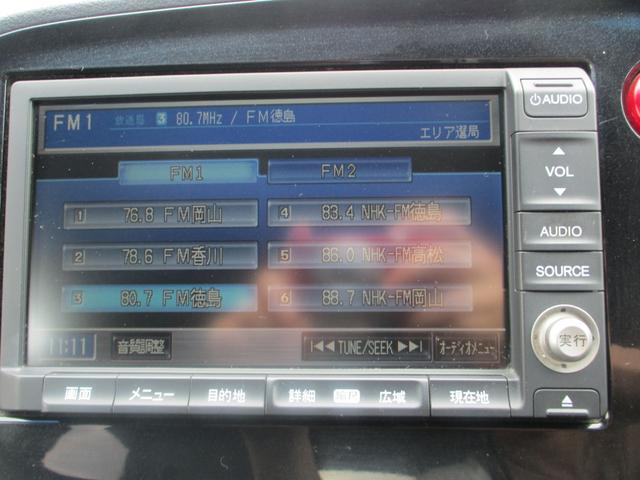 FM1 放送局 3 80.7MHz / FM徳島
エリア選局
FM1 FM2
1 76.8 FM岡山
4 83.4 NHK-FM徳島
2 78.6 FM香川
5 86.0 NHK-FM高松
3 80.7 FM徳島
6 88.7 NHK-FM岡山
11:11 音質調整 TUNE/SEEK オーディオメニュー
画面 メニュー 目的地 詳細 広域 現在地
AUDIO
VOL
AUDIO
SOURCE
実行